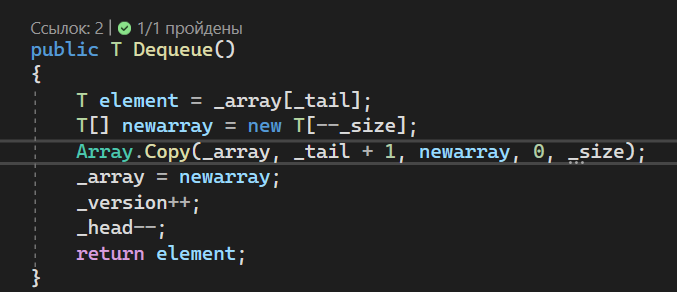 Ссылок: 2 | 1/1 пройдены
public T Dequeue()
{
T element = _array[_tail];
T[] newarray = new T[--_size];
Array.Copy(_array, _tail + 1, newarray, 0, _size);
_array = newarray;
_version++;
_head--;
return element;
}